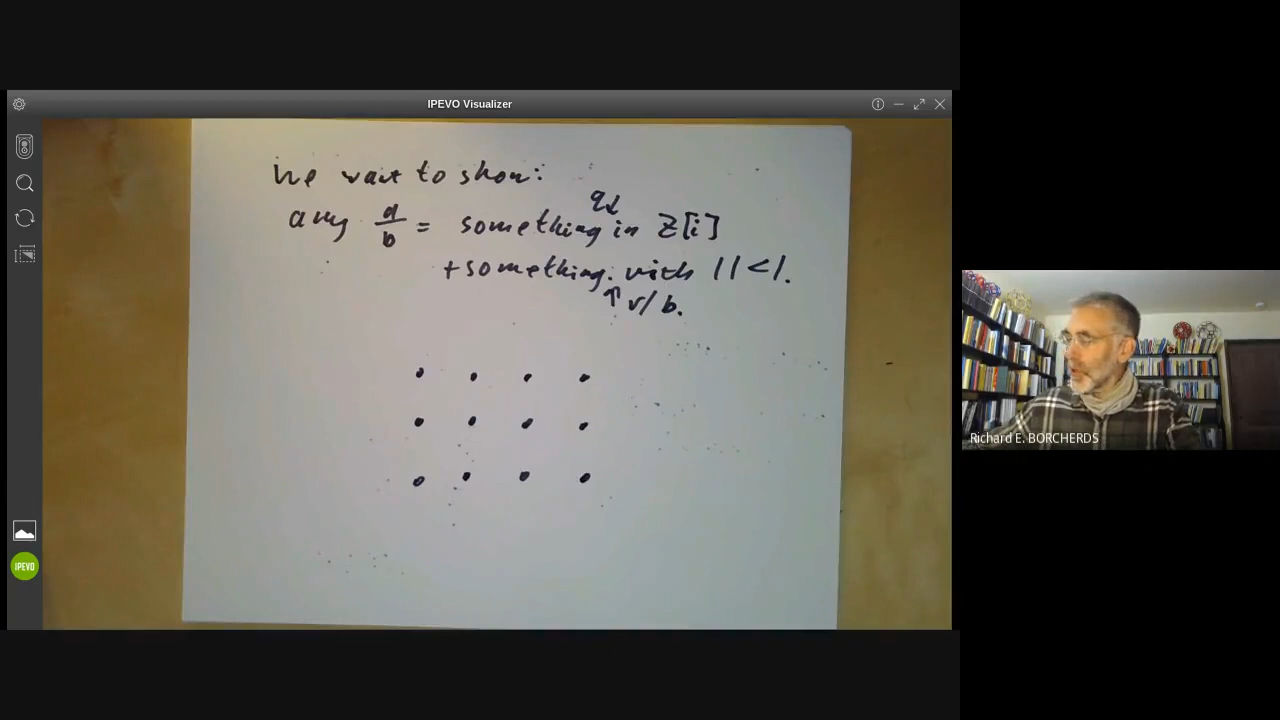 IPEVO Visualizer
We want to show:
q↓
any a/b = something in Z[i]
+something with || < 1.
↑ r/b.
Richard E. BORCHERDS
IPEVO